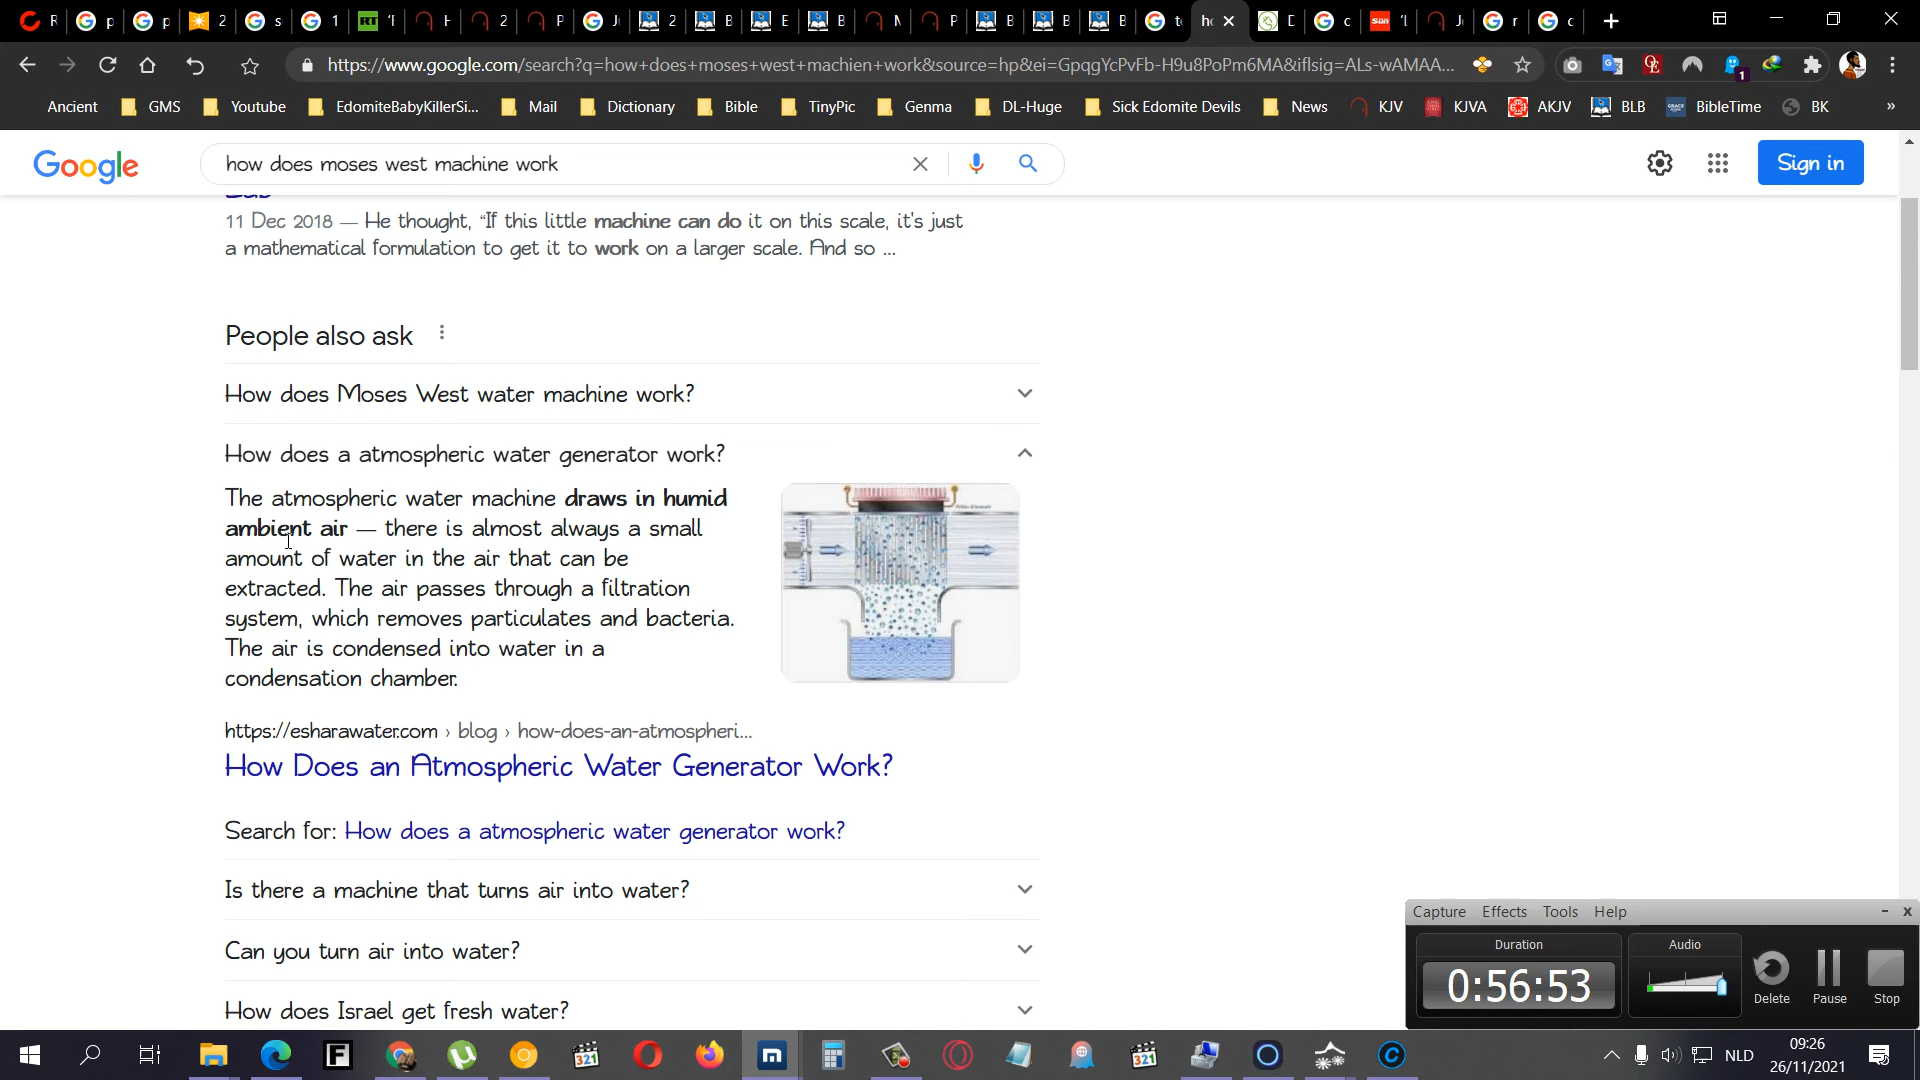 R p p 2 s 1 'I H 2 P Ju 2 B E B N P B B B t h D c 'I J r c
https://www.google.com/search?q=how+does+moses+west+machien+work&source=hp&ei=GpqgYcPvFb-H9u8PoPm6MA&iflsig=ALs-wAMAA...
1
Ancient GMS Youtube EdomiteBabyKillerSi... Mail Dictionary Bible TinyPic Genma DL-Huge Sick Edomite Devils News KJV KJVA AKJV BLB BibleTime BK »
Google how does moses west machine work Sign in
11 Dec 2018 — He thought, “If this little machine can do it on this scale, it's just
a mathematical formulation to get it to work on a larger scale. And so ...
People also ask
How does Moses West water machine work?
How does a atmospheric water generator work?
The atmospheric water machine draws in humid
ambient air — there is almost always a small
amount of water in the air that can be
extracted. The air passes through a filtration
system, which removes particulates and bacteria.
The air is condensed into water in a
condensation chamber.
https://esharawater.com › blog › how-does-an-atmospheri...
How Does an Atmospheric Water Generator Work?
Search for: How does a atmospheric water generator work?
Is there a machine that turns air into water?
Can you turn air into water?
How does Israel get fresh water?
Capture Effects Tools Help
Duration Audio
0:56:53
Delete Pause Stop
NLD
09:26
26/11/2021